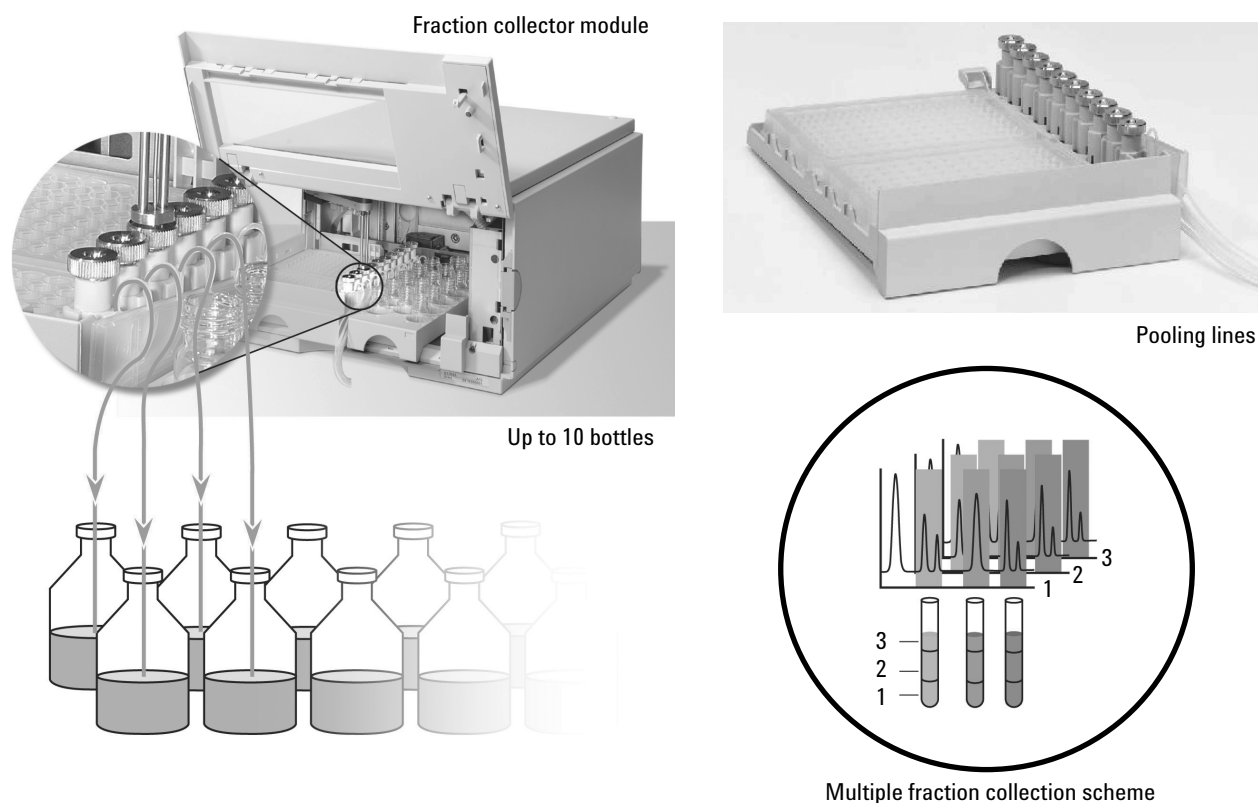 Fraction collector module
Pooling lines
Up to 10 bottles
3
2
1
3
2
1
Multiple fraction collection scheme